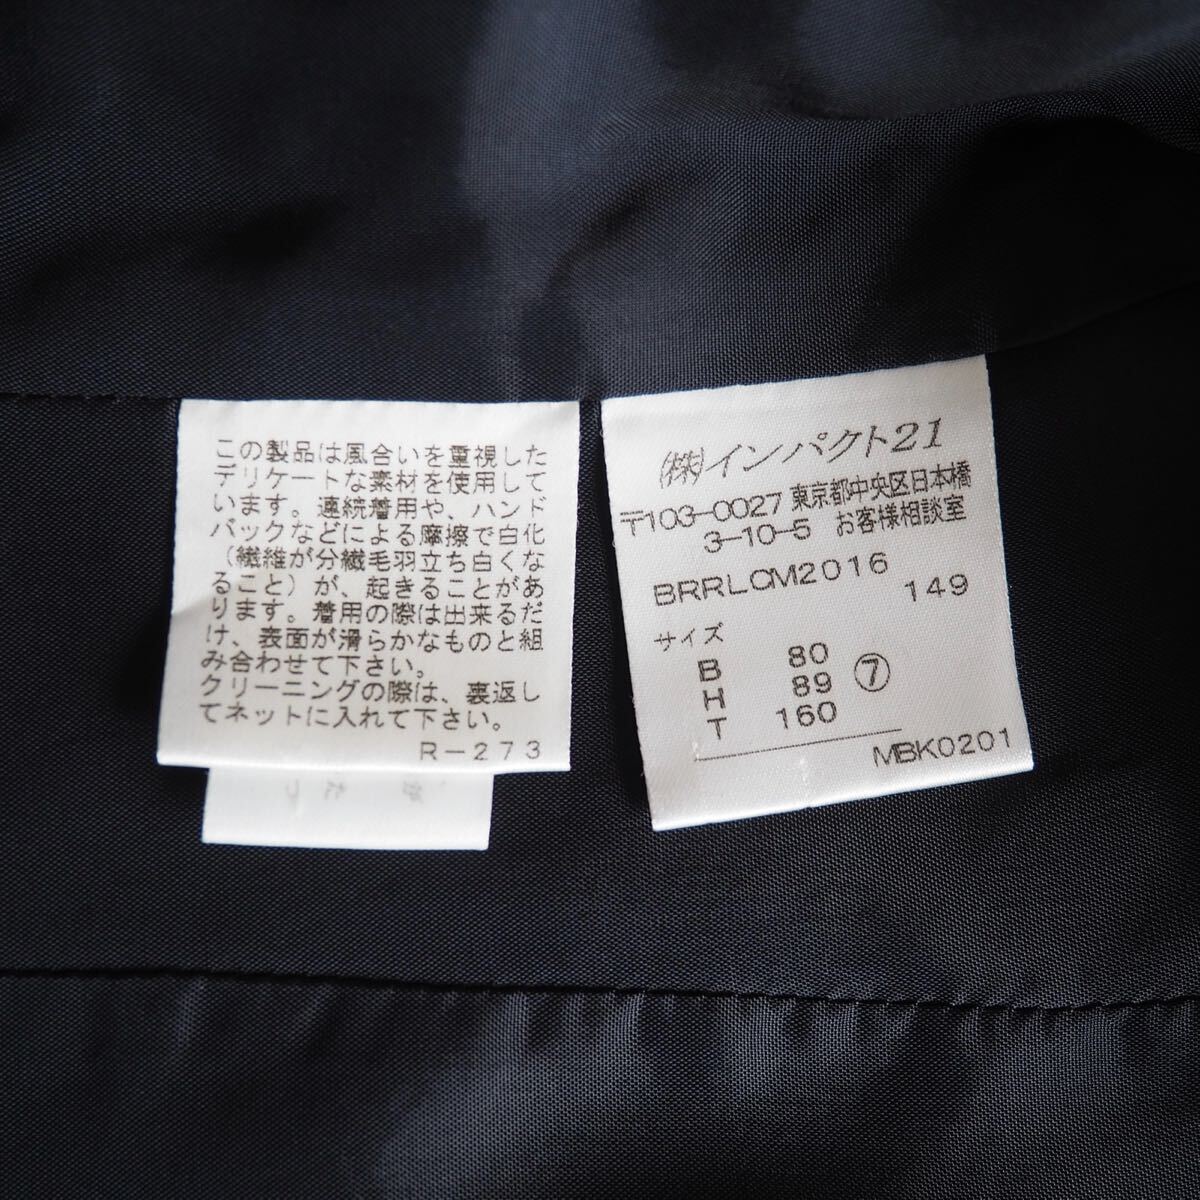 この製品は風合いを重視した
デリケートな素材を使用して
います。連続着用や、ハンド
バックなどによる摩擦で白化
（繊維が分繊毛羽立ち白くな
ること）が、起きることがあ
ります。着用の際は出来るだ
け、表面が滑らかなものと組
み合わせて下さい。
クリーニングの際は、裏返し
てネットに入れて下さい。
R-273
㈱インパクト21
〒103-0027 東京都中央区日本橋
3-10-5 お客様相談室
BRRLCM2016
149
サイズ
B 80
H 89 ⑦
T 160
MBK0201